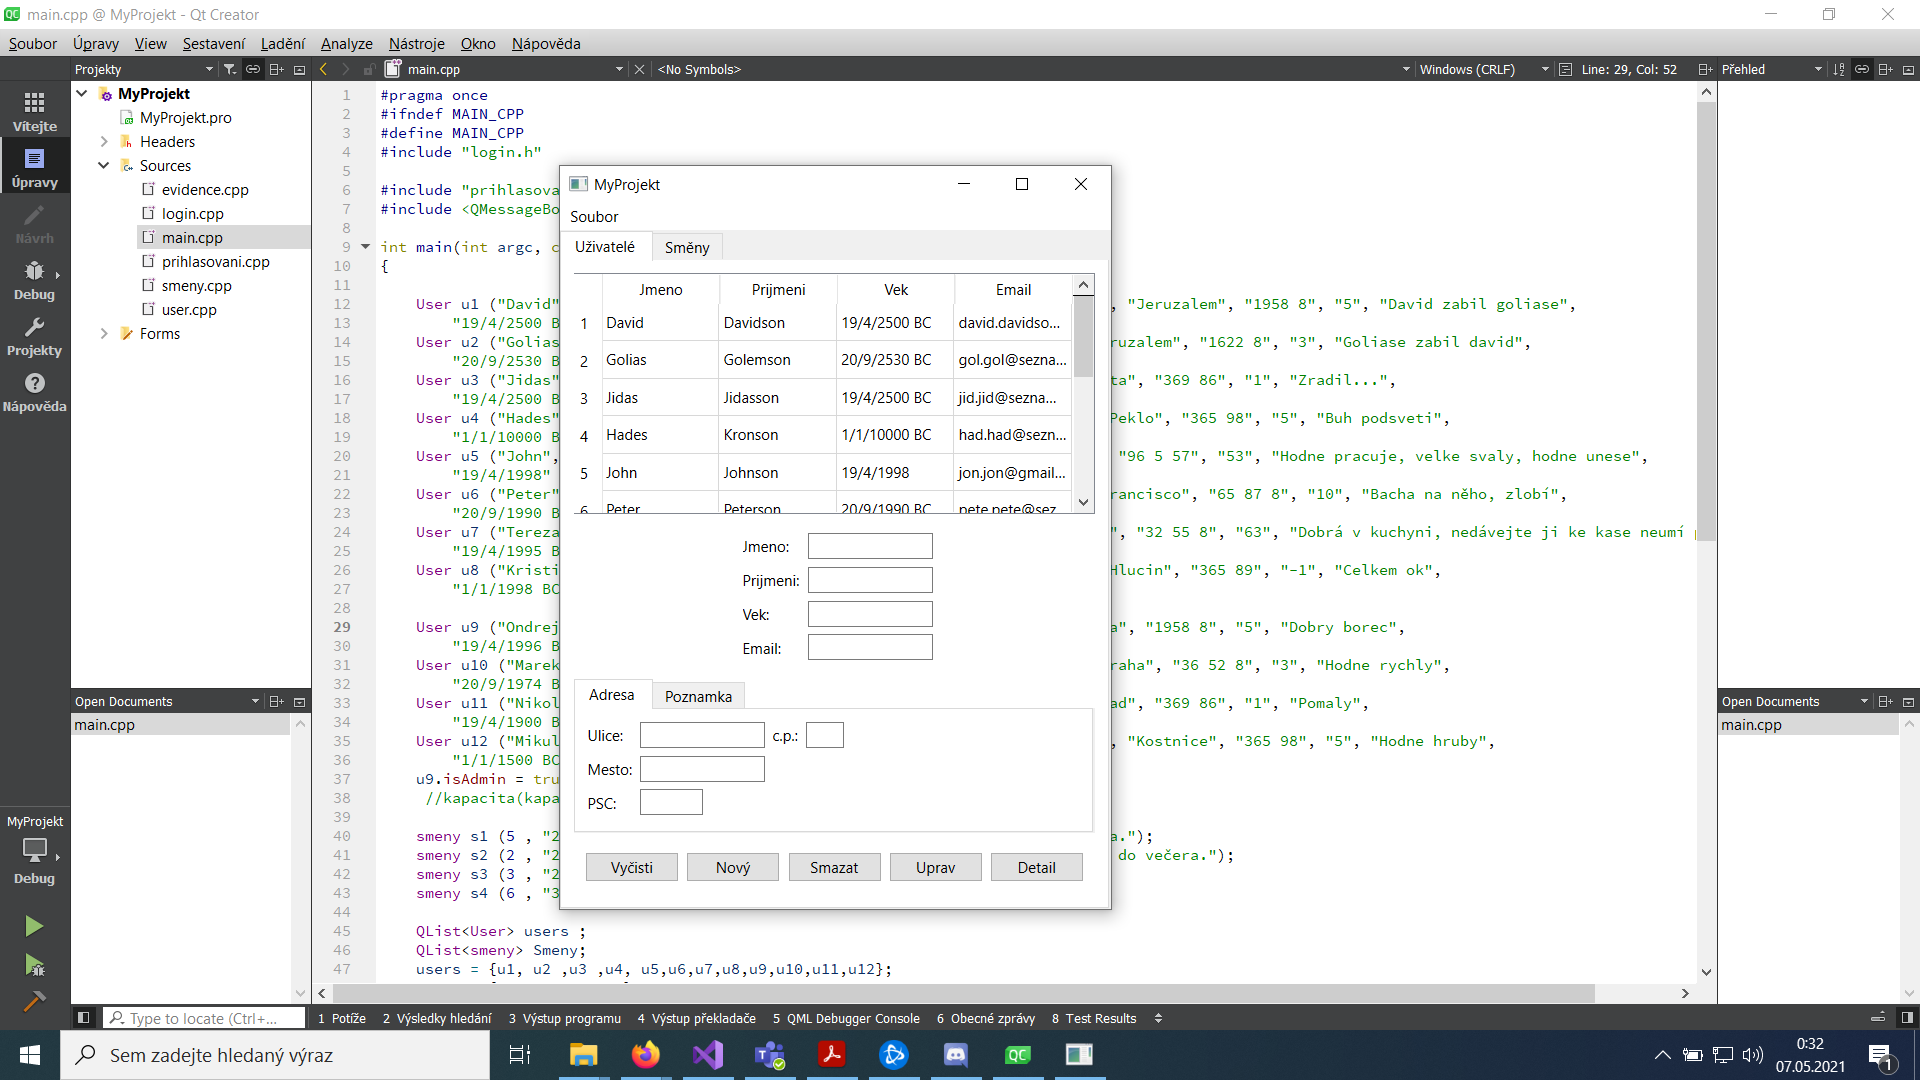 main.cpp @ MyProjekt - Qt Creator
Soubor Úpravy View Sestavení Ladění Analyze Nástroje Okno Nápověda
Projekty main.cpp <No Symbols> Windows (CRLF) Line: 29, Col: 52 Přehled
Vítejte
Úpravy
Návrh
Debug
Projekty
Nápověda
MyProjekt
Debug
MyProjekt
MyProjekt.pro
Headers
Sources
evidence.cpp
login.cpp
main.cpp
prihlasovani.cpp
smeny.cpp
user.cpp
Forms
Open Documents
main.cpp
1 #pragma once
2 #ifndef MAIN_CPP
3 #define MAIN_CPP
4 #include "login.h"
5
6 #include "prihlasova
7 #include <QMessageBo
8
9 int main(int argc, c
10 {
11
12 User u1 ("David" , "Jeruzalem", "1958 8", "5", "David zabil goliase",
13 "19/4/2500 B
14 User u2 ("Golias ruzalem", "1622 8", "3", "Goliase zabil david",
15 "20/9/2530 B
16 User u3 ("Jidas" ta", "369 86", "1", "Zradil...",
17 "19/4/2500 B
18 User u4 ("Hades" Peklo", "365 98", "5", "Buh podsveti",
19 "1/1/10000 B
20 User u5 ("John", "96 5 57", "53", "Hodne pracuje, velke svaly, hodne unese",
21 "19/4/1998"
22 User u6 ("Peter" rancisco", "65 87 8", "10", "Bacha na něho, zlobí",
23 "20/9/1990 B
24 User u7 ("Tereza ", "32 55 8", "63", "Dobrá v kuchyni, nedávejte ji ke kase neumí
25 "19/4/1995 B
26 User u8 ("Kristi Hlucin", "365 89", "-1", "Celkem ok",
27 "1/1/1998 BC
28
29 User u9 ("Ondrej a", "1958 8", "5", "Dobry borec",
30 "19/4/1996 B
31 User u10 ("Marek raha", "36 52 8", "3", "Hodne rychly",
32 "20/9/1974 B
33 User u11 ("Nikol ad", "369 86", "1", "Pomaly",
34 "19/4/1900 B
35 User u12 ("Mikul , "Kostnice", "365 98", "5", "Hodne hruby",
36 "1/1/1500 BC
37 u9.isAdmin = tru
38 //kapacita(kapa
39
40 smeny s1 (5 , "2 a.");
41 smeny s2 (2 , "2 do večera.");
42 smeny s3 (3 , "2
43 smeny s4 (6 , "3
44
45 QList<User> users ;
46 QList<smeny> Smeny;
47 users = {u1, u2 ,u3 ,u4, u5,u6,u7,u8,u9,u10,u11,u12};
MyProjekt
Soubor
Uživatelé Směny
Jmeno Prijmeni Vek Email
1 David Davidson 19/4/2500 BC david.davidso...
2 Golias Golemson 20/9/2530 BC gol.gol@sezna...
3 Jidas Jidasson 19/4/2500 BC jid.jid@sezna...
4 Hades Kronson 1/1/10000 BC had.had@sezn...
5 John Johnson 19/4/1998 jon.jon@gmail...
6 Peter Peterson 20/9/1990 BC pete.pete@sez...
Jmeno:
Prijmeni:
Vek:
Email:
Adresa Poznamka
Ulice: c.p.:
Mesto:
PSC:
Vyčisti Nový Smazat Uprav Detail
Open Documents
main.cpp
Type to locate (Ctrl+... 1 Potíže 2 Výsledky hledání 3 Výstup programu 4 Výstup překladače 5 QML Debugger Console 6 Obecné zprávy 8 Test Results
Sem zadejte hledaný výraz
0:32
07.05.2021
1